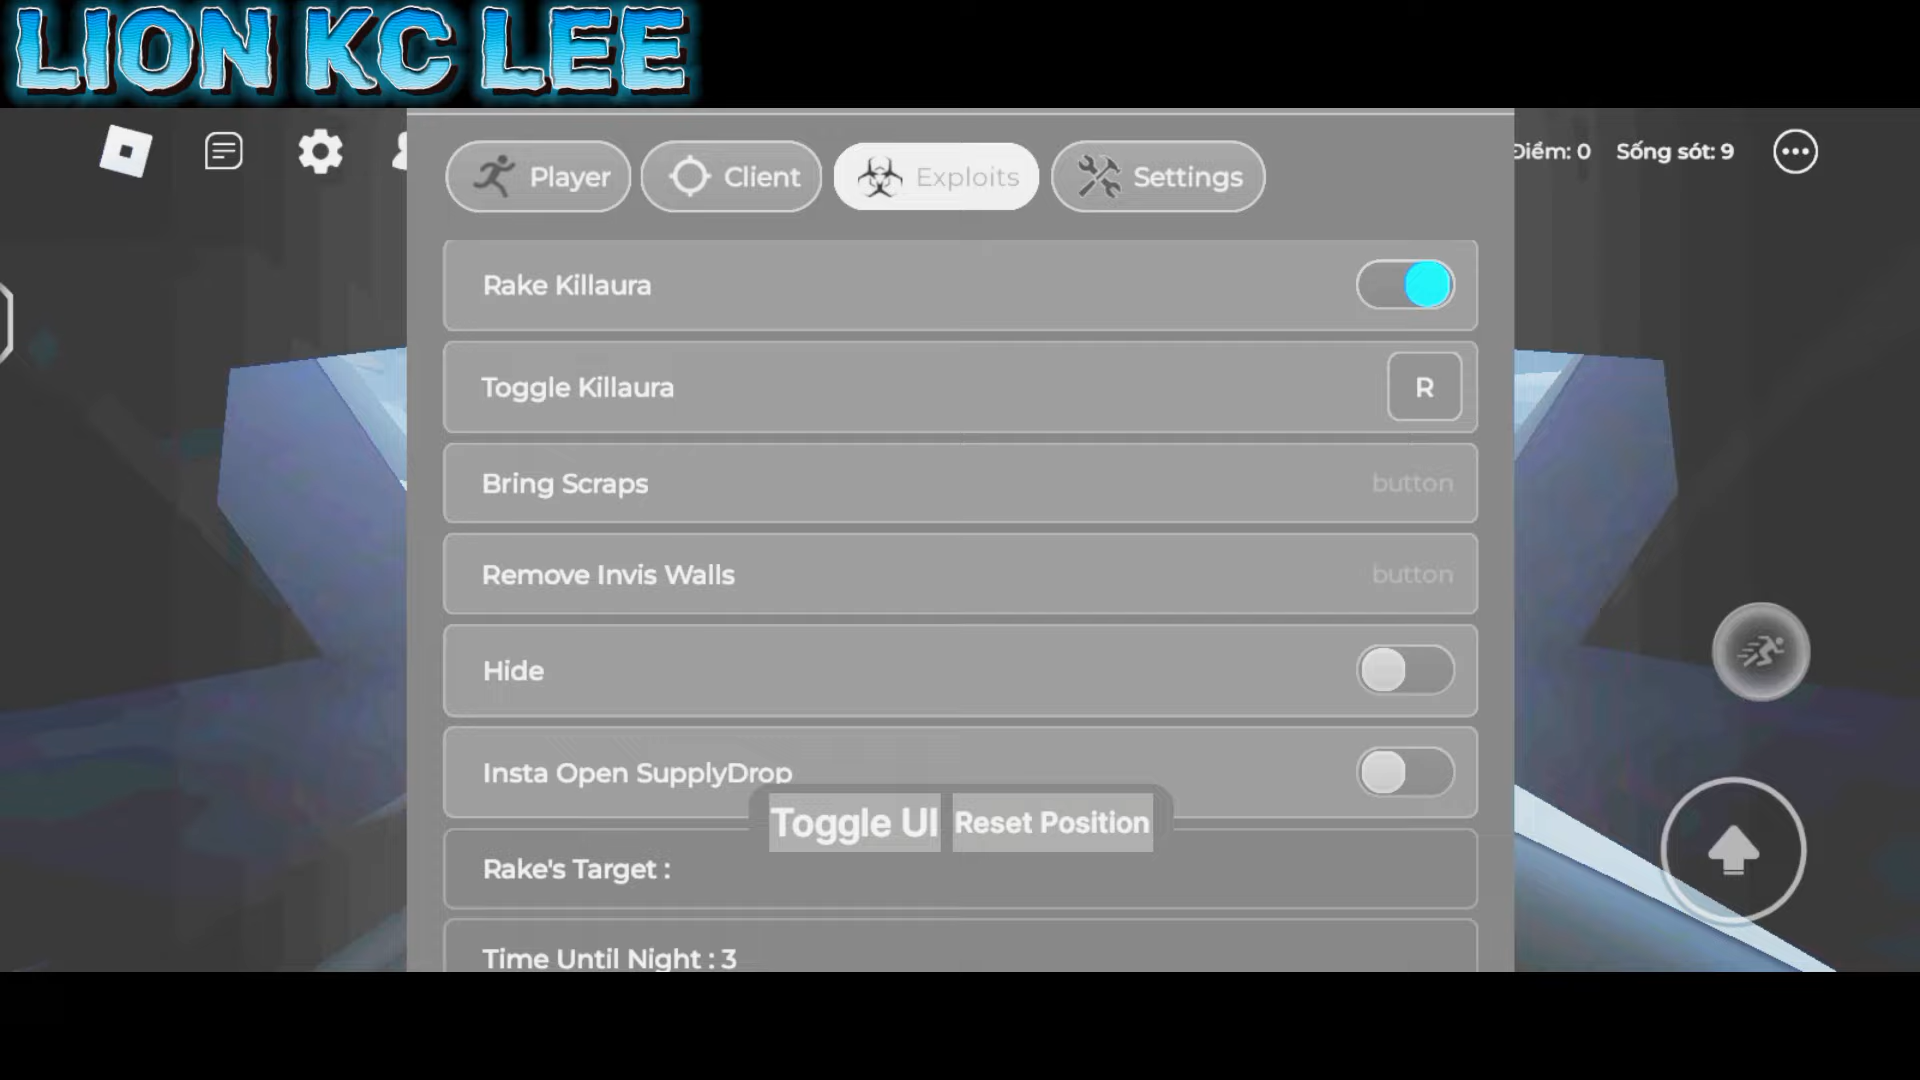 LION KC LEE
Player
Client
Exploits
Settings
Điểm: 0
Sống sót: 9
Rake Killaura
Toggle Killaura
R
Bring Scraps
button
Remove Invis Walls
button
Hide
Insta Open SupplyDrop
Toggle UI
Reset Position
Rake's Target :
Time Until Night : 3